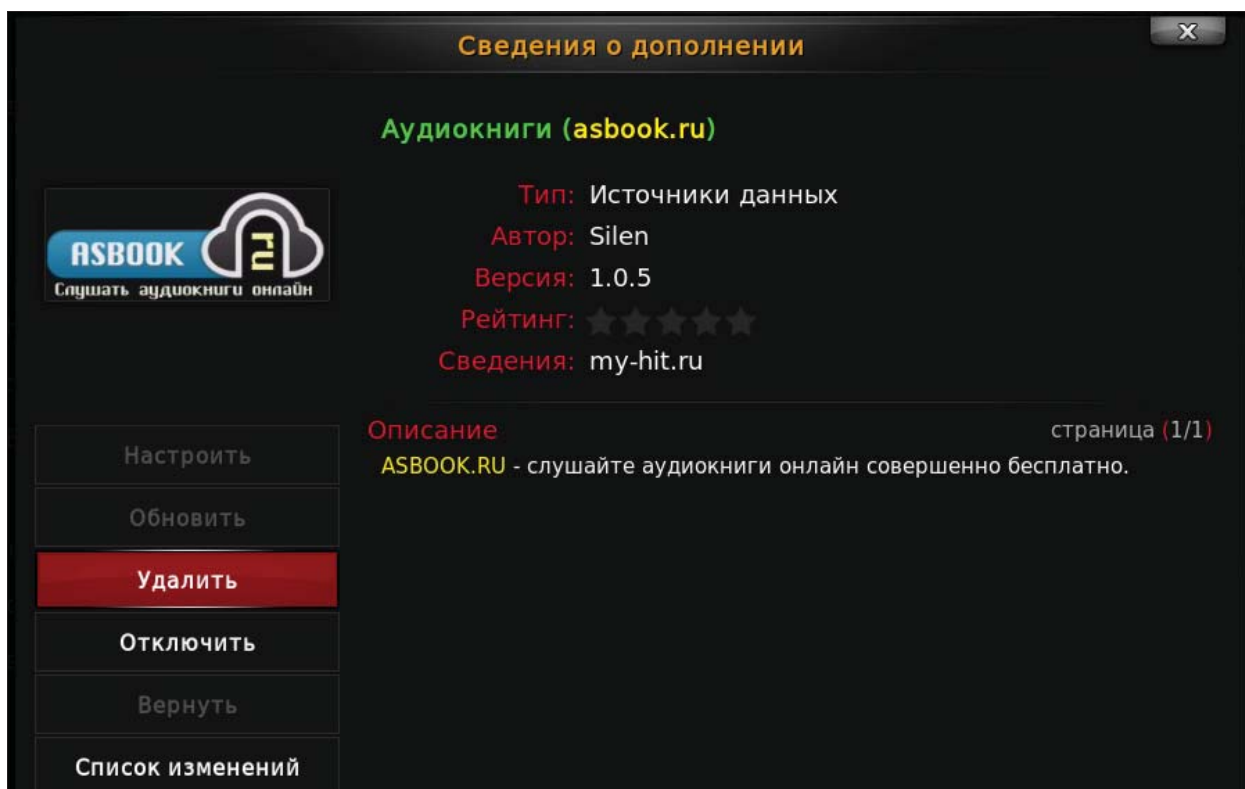 Сведения о дополнении
x
Аудиокниги (asbook.ru)
ASBOOK ru
Слушать аудиокниги онлайн
Тип: Источники данных
Автор: Silen
Версия: 1.0.5
Рейтинг:
Сведения: my-hit.ru
Описание
страница (1/1)
ASBOOK.RU - слушайте аудиокниги онлайн совершенно бесплатно.
Настроить
Обновить
Удалить
Отключить
Вернуть
Список изменений